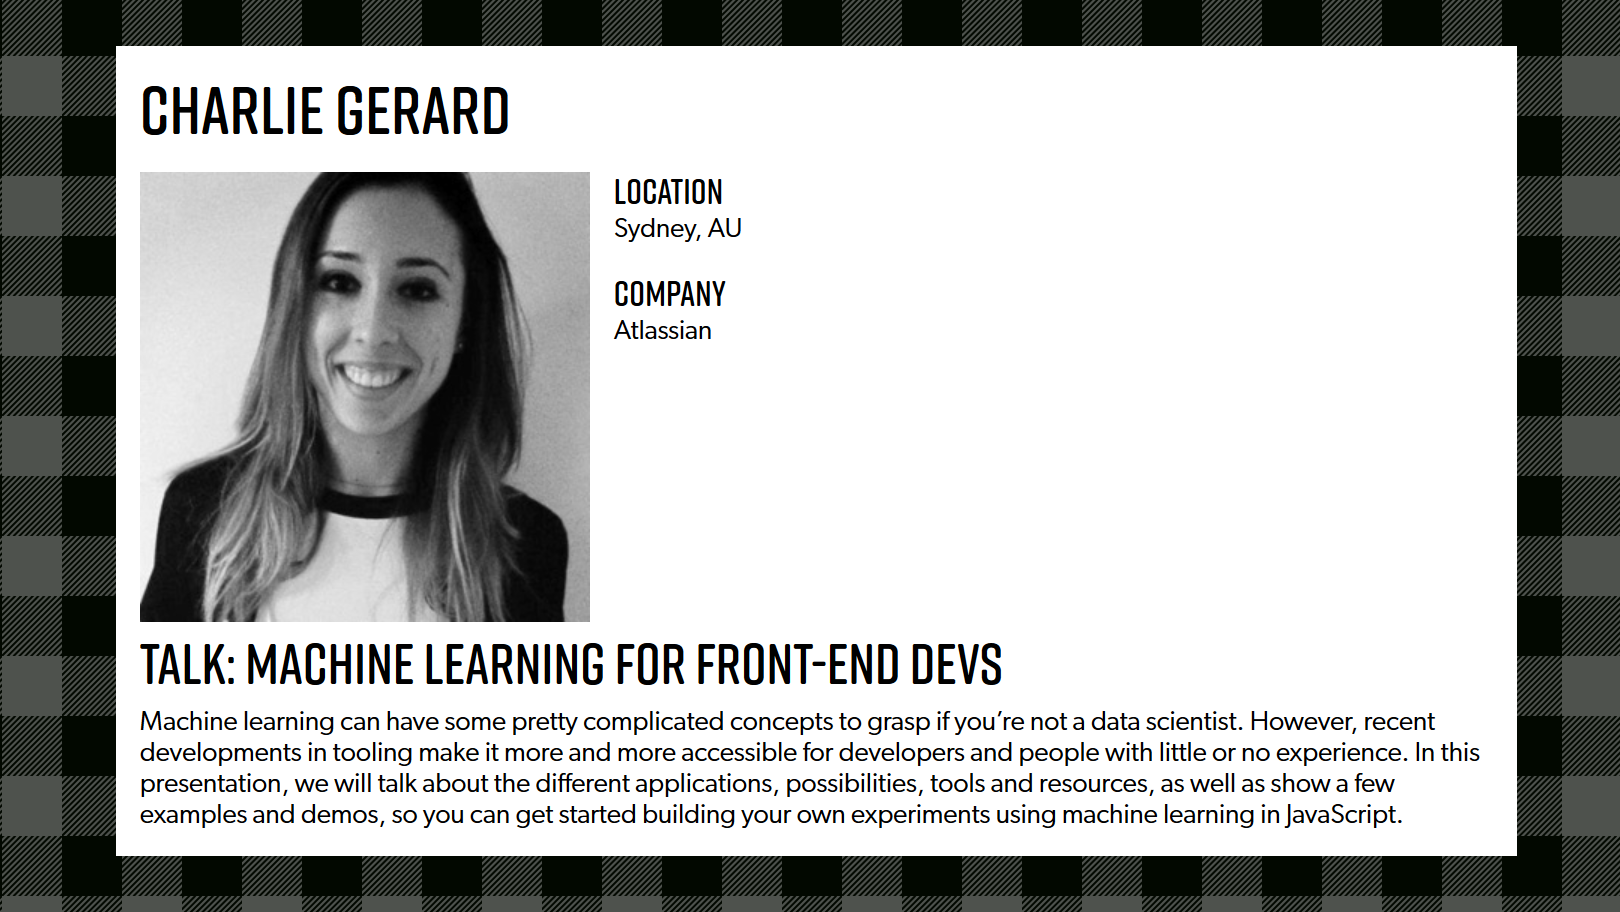 CHARLIE GERARD
LOCATION
Sydney, AU
COMPANY
Atlassian
TALK: MACHINE LEARNING FOR FRONT-END DEVS
Machine learning can have some pretty complicated concepts to grasp if you’re not a data scientist. However, recent
developments in tooling make it more and more accessible for developers and people with little or no experience. In this
presentation, we will talk about the different applications, possibilities, tools and resources, as well as show a few
examples and demos, so you can get started building your own experiments using machine learning in JavaScript.